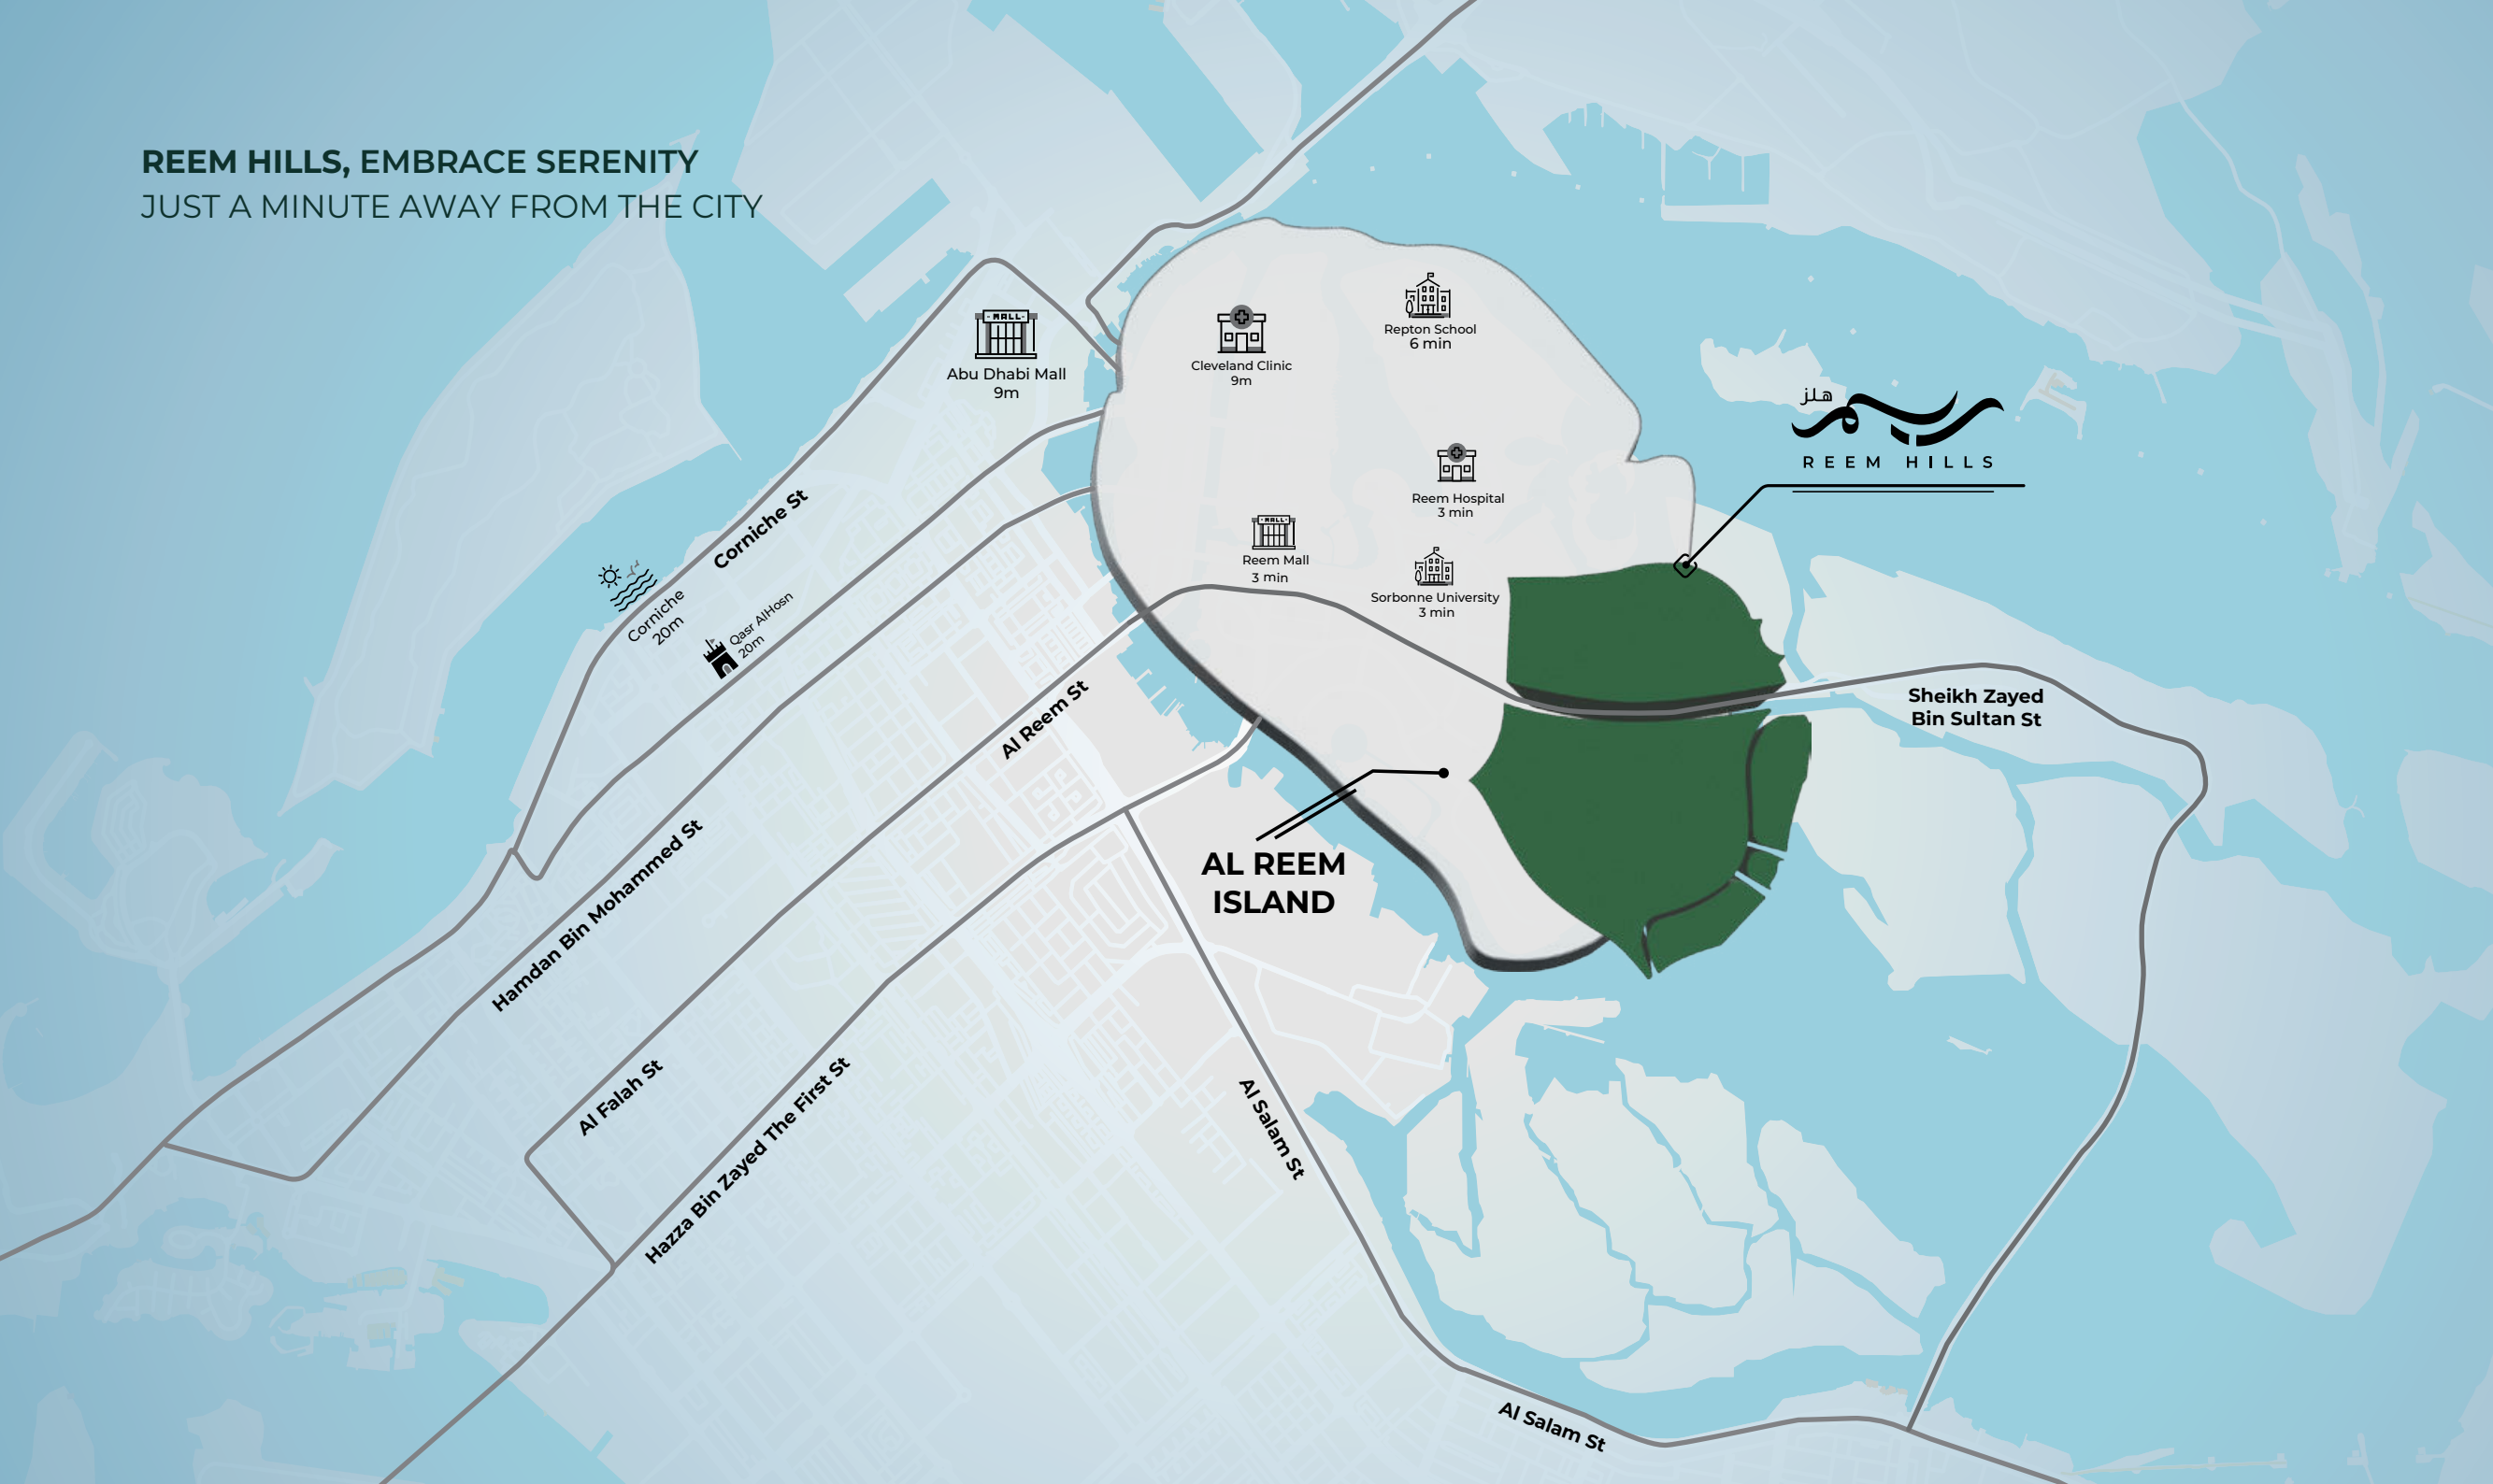 REEM HILLS, EMBRACE SERENITY
JUST A MINUTE AWAY FROM THE CITY
MALL
Abu Dhabi Mall
9m
Cleveland Clinic
9m
Repton School
6 min
هلز
ريم
REEM HILLS
Reem Hospital
3 min
MALL
Reem Mall
3 min
Sorbonne University
3 min
Corniche St
Corniche
20m
Qasr AlHosn
20m
Al Reem St
Sheikh Zayed
Bin Sultan St
AL REEM
ISLAND
Hamdan Bin Mohammed St
Al Falah St
Hazza Bin Zayed The First St
Al Salam St
Al Salam St